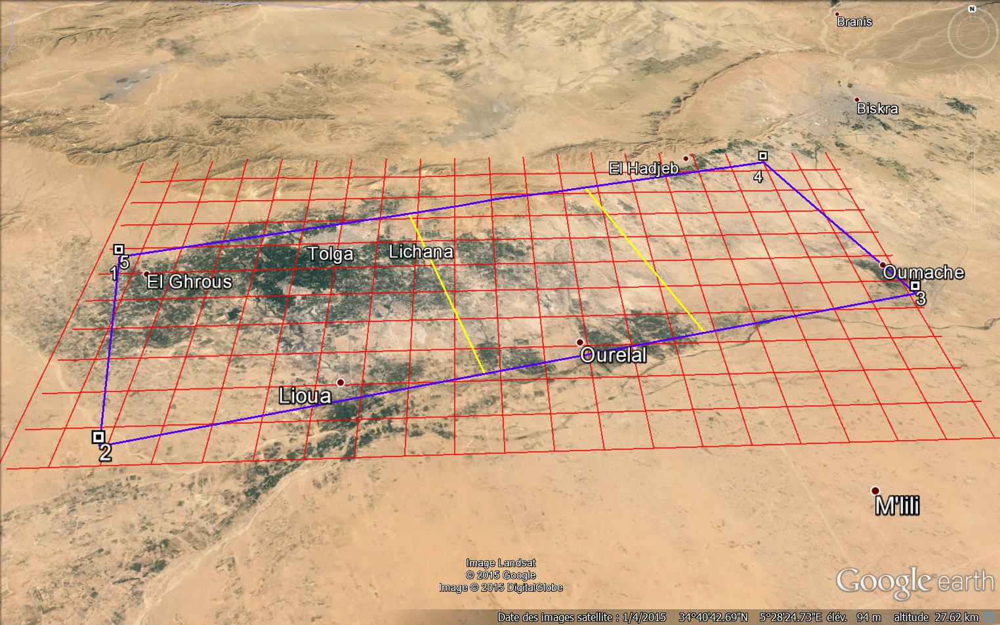 N
Branis
Biskra
El Hadjeb
4
Tolga
Lichana
15
El Ghrous
Oumache
3
Ourelal
Lioua
2
M'lili
Image Landsat
© 2015 Google
Image © 2015 DigitalGlobe
Google earth
Date des images satellite : 1/4/2015 34°40'42.69"N 5°28'24.73"E élév. 94 m altitude 27.62 km